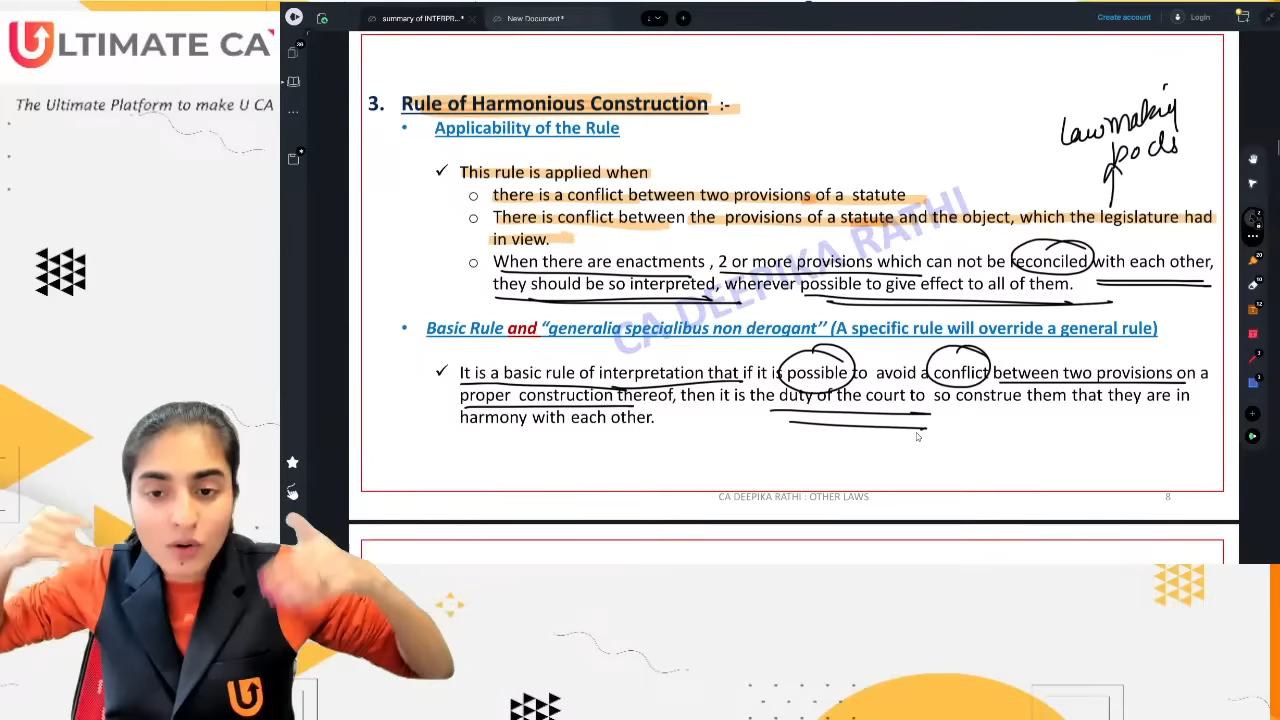 ULTIMATE CA
The Ultimate Platform to make U CA
summary of INTERPR...*
New Document*
Create account
Login
3. Rule of Harmonious Construction :-
• Applicability of the Rule
✓ This rule is applied when
o there is a conflict between two provisions of a statute
o There is conflict between the provisions of a statute and the object, which the legislature had
in view.
o When there are enactments , 2 or more provisions which can not be reconciled with each other,
they should be so interpreted, wherever possible to give effect to all of them.
• Basic Rule and “generalia specialibus non derogant” (A specific rule will override a general rule)
✓ It is a basic rule of interpretation that if it is possible to avoid a conflict between two provisions on a
proper construction thereof, then it is the duty of the court to so construe them that they are in
harmony with each other.
Law making
CA DEEPIKA RATHI
CA DEEPIKA RATHI : OTHER LAWS
8